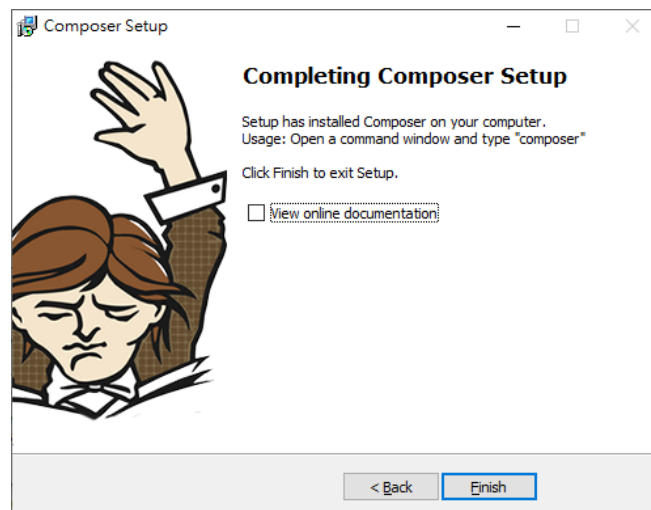 Composer Setup
Completing Composer Setup
Setup has installed Composer on your computer.
Usage: Open a command window and type "composer"
Click Finish to exit Setup.
View online documentation
< Back
Finish